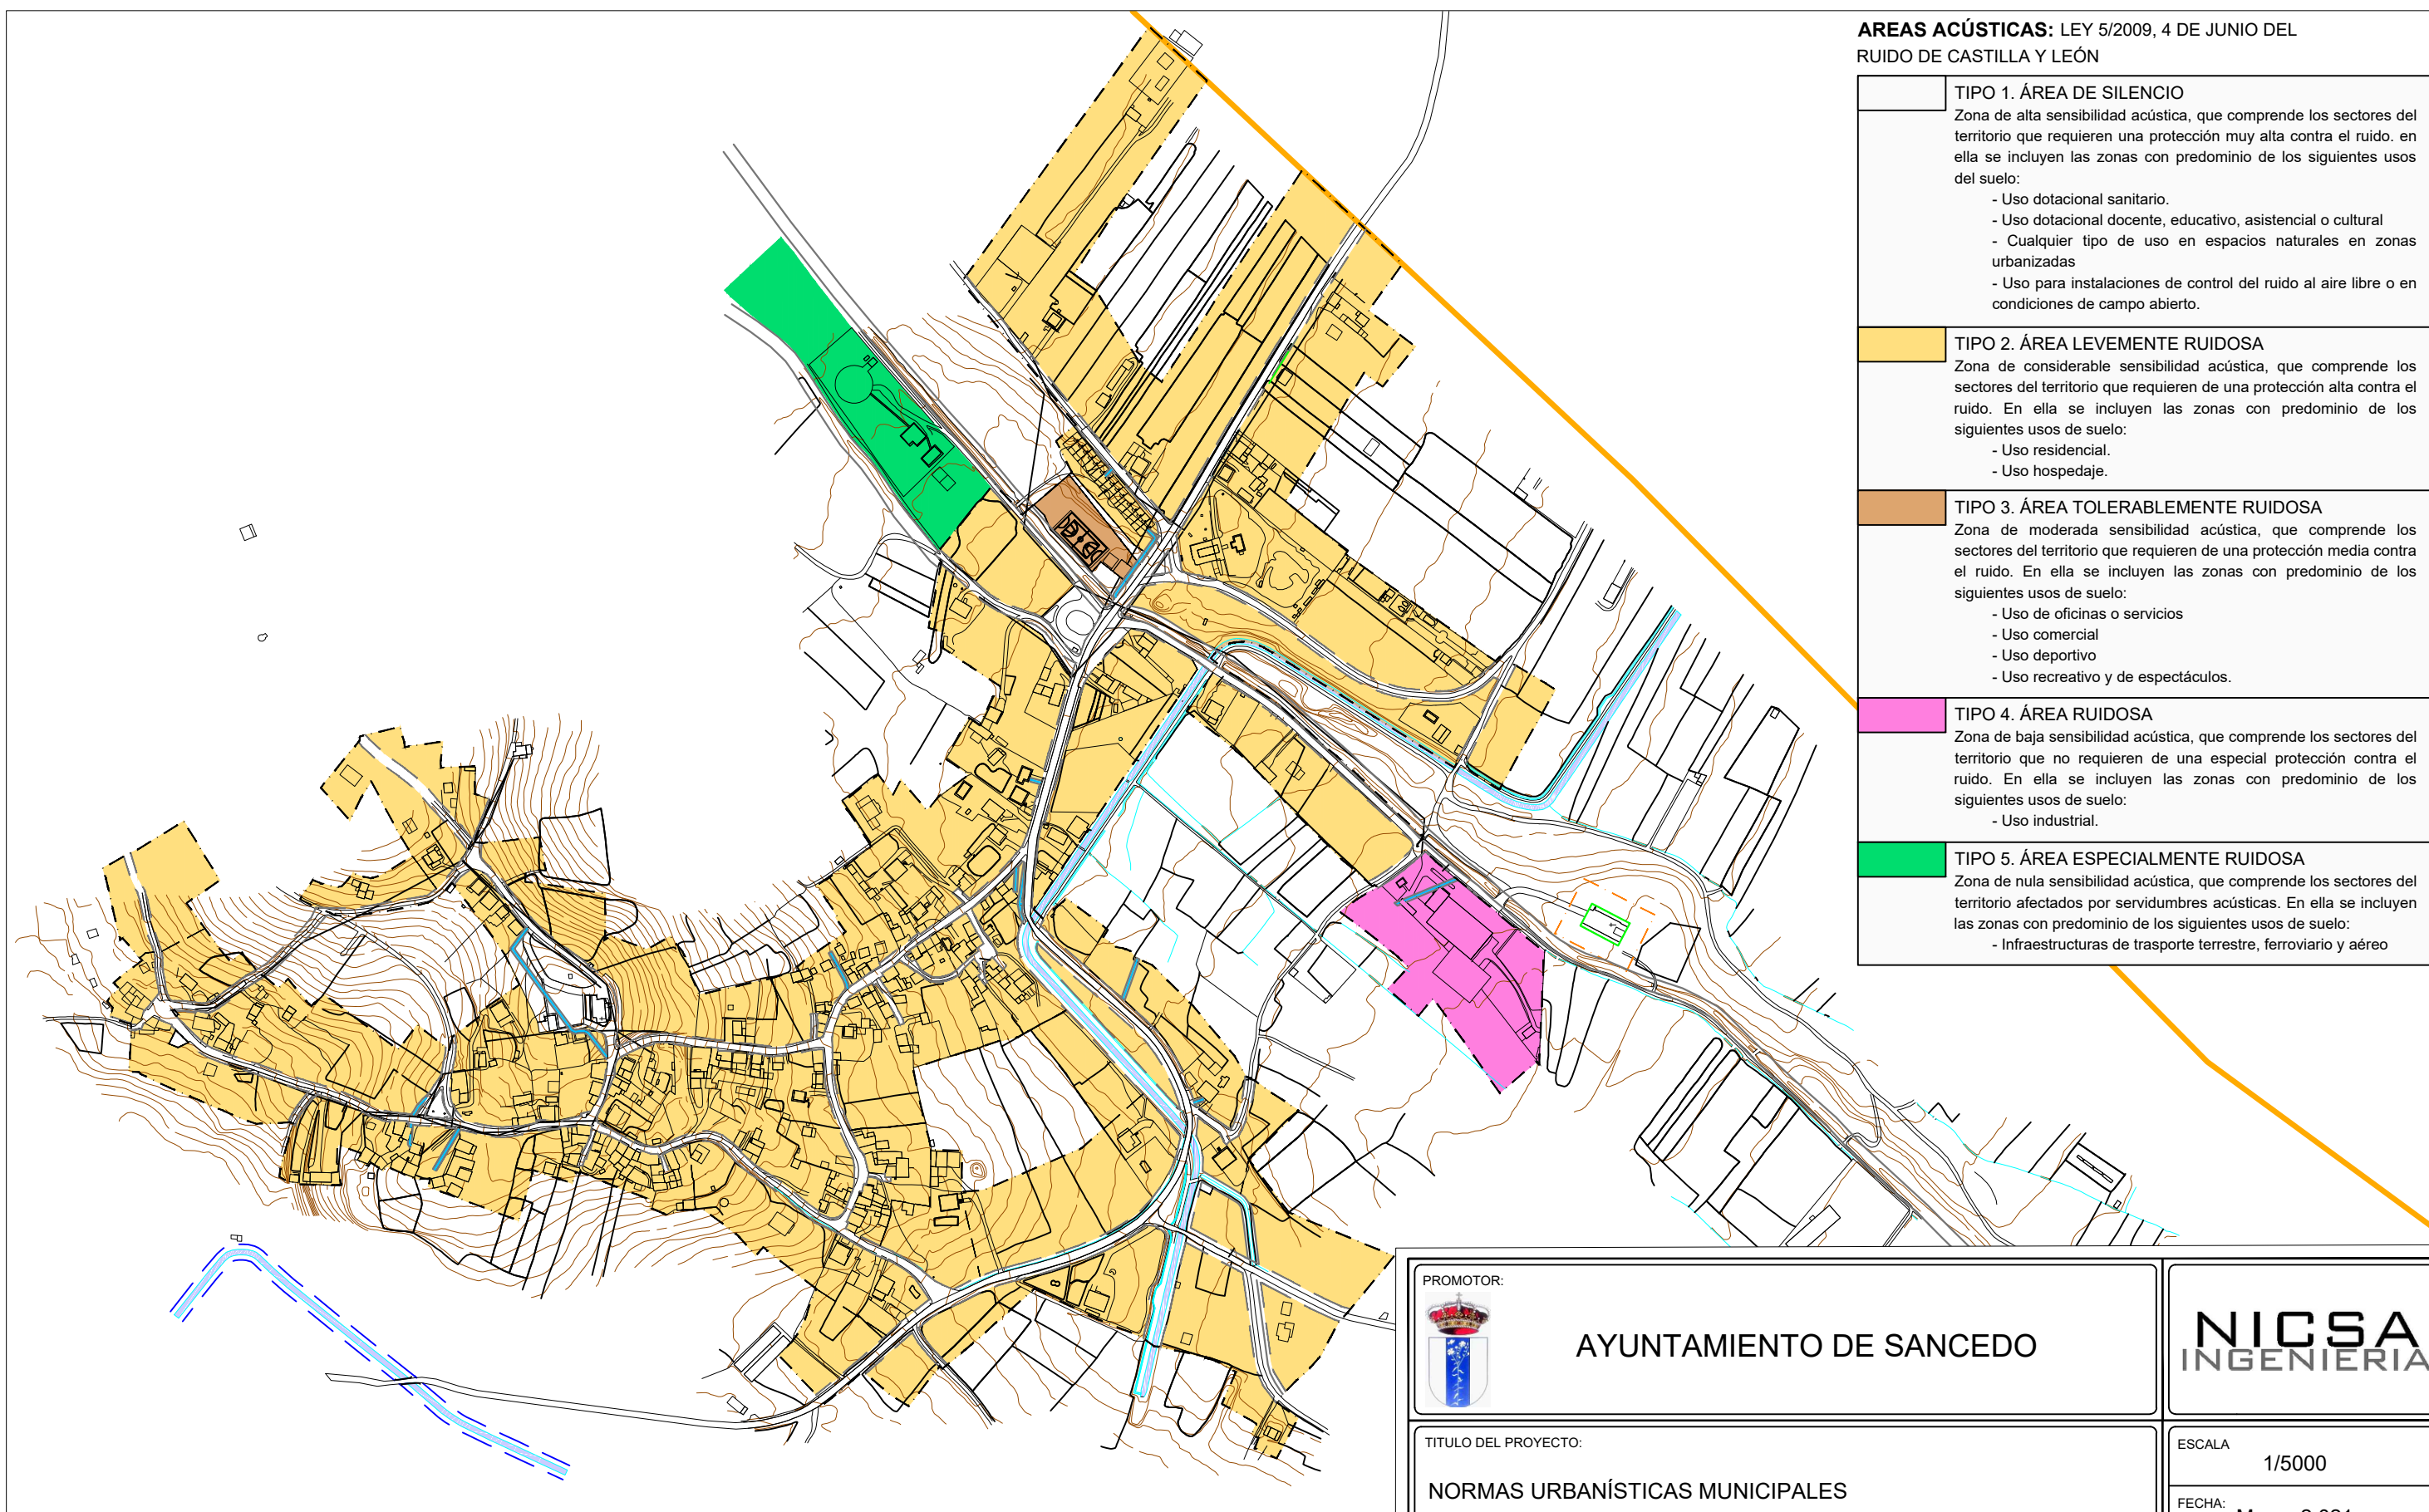 AREAS ACÚSTICAS: LEY 5/2009, 4 DE JUNIO DEL
RUIDO DE CASTILLA Y LEÓN
TIPO 1. ÁREA DE SILENCIO
Zona de alta sensibilidad acústica, que comprende los sectores del
territorio que requieren una protección muy alta contra el ruido. en
ella se incluyen las zonas con predominio de los siguientes usos
del suelo:
- Uso dotacional sanitario.
- Uso dotacional docente, educativo, asistencial o cultural
- Cualquier tipo de uso en espacios naturales en zonas
urbanizadas
- Uso para instalaciones de control del ruido al aire libre o en
condiciones de campo abierto.
TIPO 2. ÁREA LEVEMENTE RUIDOSA
Zona de considerable sensibilidad acústica, que comprende los
sectores del territorio que requieren de una protección alta contra el
ruido. En ella se incluyen las zonas con predominio de los
siguientes usos de suelo:
- Uso residencial.
- Uso hospedaje.
TIPO 3. ÁREA TOLERABLEMENTE RUIDOSA
Zona de moderada sensibilidad acústica, que comprende los
sectores del territorio que requieren de una protección media contra
el ruido. En ella se incluyen las zonas con predominio de los
siguientes usos de suelo:
- Uso de oficinas o servicios
- Uso comercial
- Uso deportivo
- Uso recreativo y de espectáculos.
TIPO 4. ÁREA RUIDOSA
Zona de baja sensibilidad acústica, que comprende los sectores del
territorio que no requieren de una especial protección contra el
ruido. En ella se incluyen las zonas con predominio de los
siguientes usos de suelo:
- Uso industrial.
TIPO 5. ÁREA ESPECIALMENTE RUIDOSA
Zona de nula sensibilidad acústica, que comprende los sectores del
territorio afectados por servidumbres acústicas. En ella se incluyen
las zonas con predominio de los siguientes usos de suelo:
- Infraestructuras de trasporte terrestre, ferroviario y aéreo
PROMOTOR:
AYUNTAMIENTO DE SANCEDO
NICSA
INGENIERIA
TITULO DEL PROYECTO:
NORMAS URBANÍSTICAS MUNICIPALES
ESCALA
1/5000
FECHA: